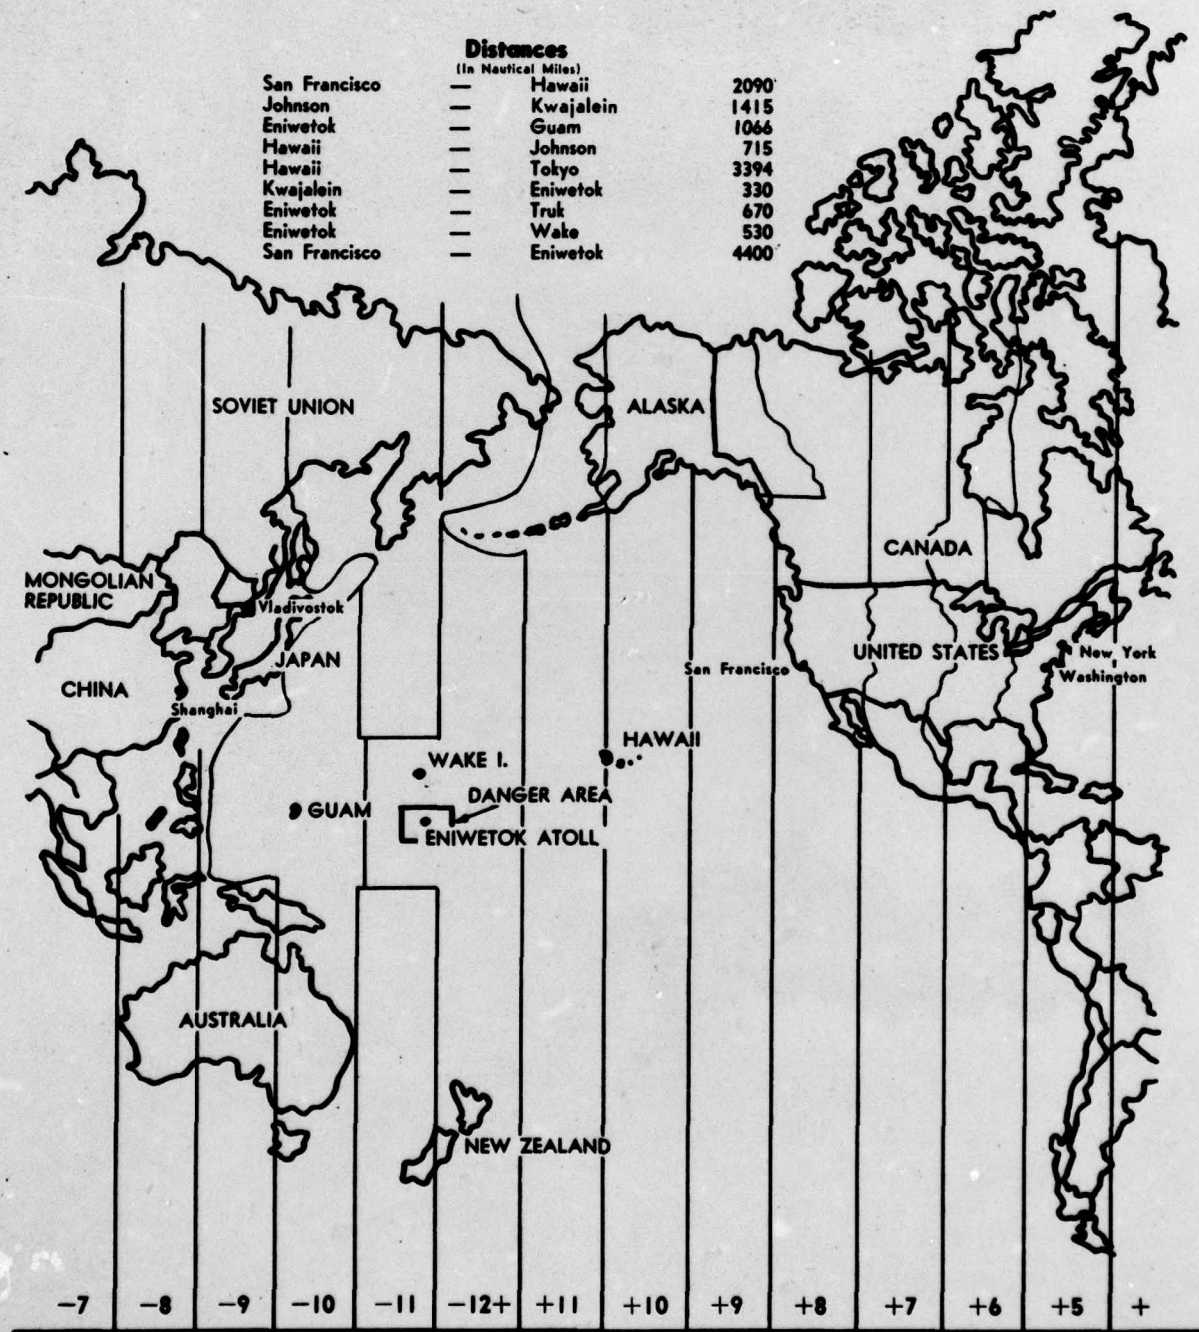 Distances
(In Nautical Miles)
San Francisco — Hawaii 2090
Johnson — Kwajalein 1415
Eniwetok — Guam 1066
Hawaii — Johnson 715
Hawaii — Tokyo 3394
Kwajalein — Eniwetok 330
Eniwetok — Truk 670
Eniwetok — Wake 530
San Francisco — Eniwetok 4400
SOVIET UNION
ALASKA
CANADA
MONGOLIAN
REPUBLIC
Vladivostok
JAPAN
UNITED STATES
New York
Washington
San Francisco
CHINA
Shanghai
HAWAII
WAKE I.
DANGER AREA
GUAM
ENIWETOK ATOLL
AUSTRALIA
NEW ZEALAND
−7 −8 −9 −10 −11 −12+ +11 +10 +9 +8 +7 +6 +5 +